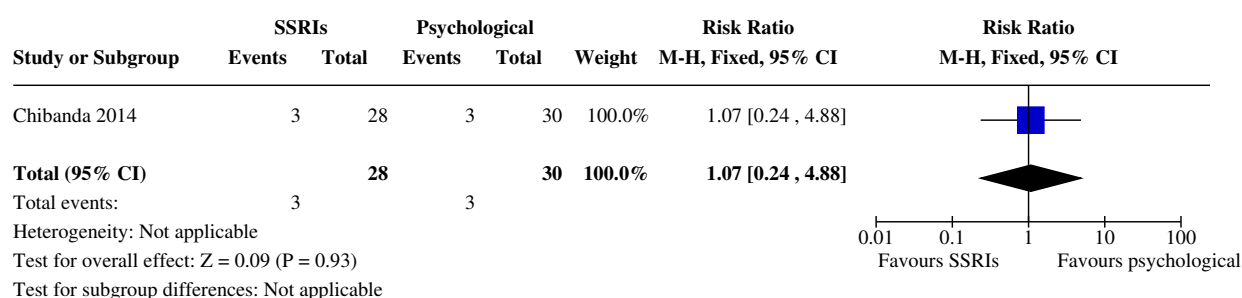 SSRIs Psychological Risk Ratio Risk Ratio
Study or Subgroup Events Total Events Total Weight M-H, Fixed, 95% CI M-H, Fixed, 95% CI
Chibanda 2014 3 28 3 30 100.0% 1.07 [0.24 , 4.88]
Total (95% CI) 28 30 100.0% 1.07 [0.24 , 4.88]
Total events: 3 3
Heterogeneity: Not applicable
0.01 0.1 1 10 100
Test for overall effect: Z = 0.09 (P = 0.93)
Favours SSRIs Favours psychological
Test for subgroup differences: Not applicable